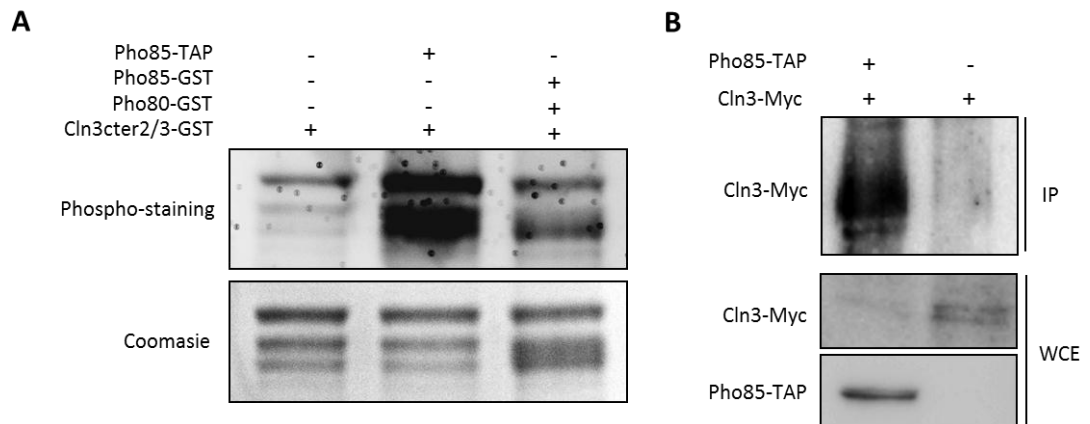 A
Pho85-TAP - + -
Pho85-GST - - +
Pho80-GST - - +
Cln3cter2/3-GST + + +
Phospho-staining
Coomasie
B
Pho85-TAP + -
Cln3-Myc + +
Cln3-Myc IP
Cln3-Myc
WCE
Pho85-TAP